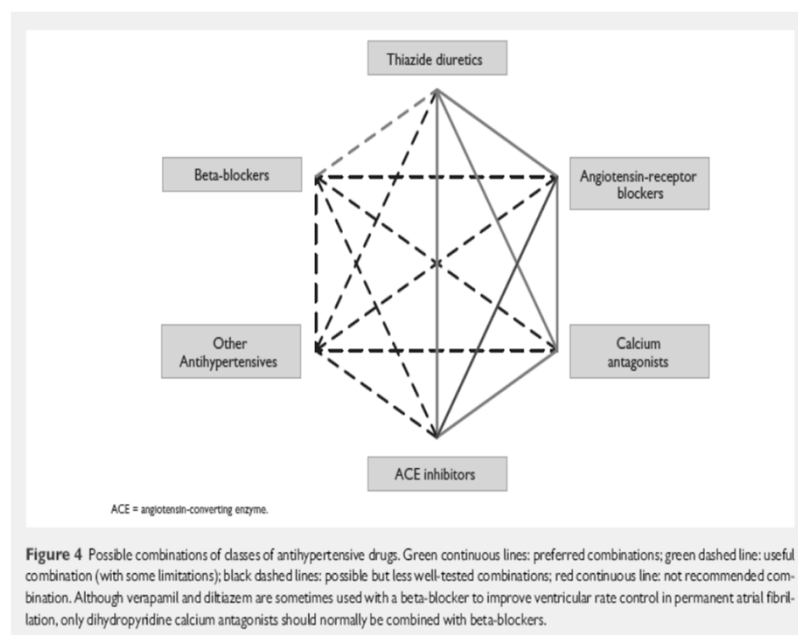 Thiazide diuretics
Beta-blockers
Angiotensin-receptor
blockers
Other
Antihypertensives
Calcium
antagonists
ACE inhibitors
ACE = angiotensin-converting enzyme.
Figure 4 Possible combinations of classes of antihypertensive drugs. Green continuous lines: preferred combinations; green dashed line: useful
combination (with some limitations); black dashed lines: possible but less well-tested combinations; red continuous line: not recommended com-
bination. Although verapamil and diltiazem are sometimes used with a beta-blocker to improve ventricular rate control in permanent atrial fibril-
lation, only dihydropyridine calcium antagonists should normally be combined with beta-blockers.